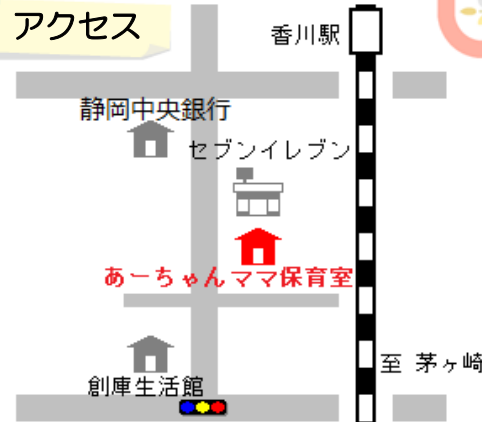 アクセス
香川駅
静岡中央銀行
セブンイレブン
あーちゃんママ保育室
至 茅ヶ崎
創庫生活館